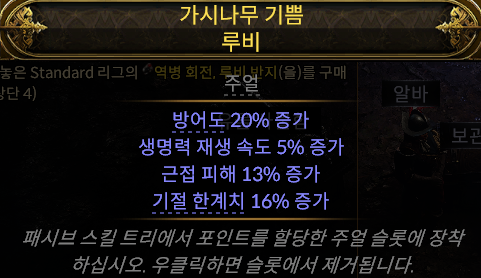 가시나무 기쁨
루비
놓은 Standard 리그의 역병 회전, 루비 반지(을)를 구매
상단 4)
주얼
알바
방어도 20% 증가
보관
생명력 재생 속도 5% 증가
근접 피해 13% 증가
기절 한계치 16% 증가
패시브 스킬 트리에서 포인트를 할당한 주얼 슬롯에 장착
하십시오. 우클릭하면 슬롯에서 제거됩니다.